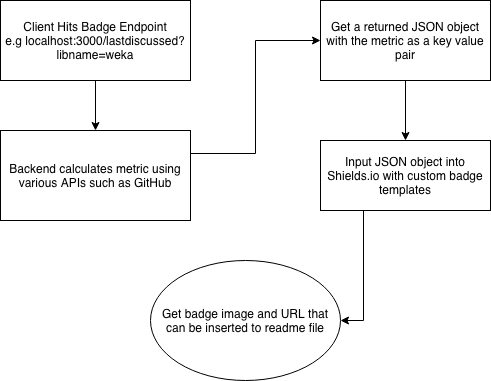 Client Hits Badge Endpoint
e.g localhost:3000/lastdiscussed?
libname=weka
Backend calculates metric using
various APIs such as GitHub
Get a returned JSON object
with the metric as a key value
pair
Input JSON object into
Shields.io with custom badge
templates
Get badge image and URL that
can be inserted to readme file